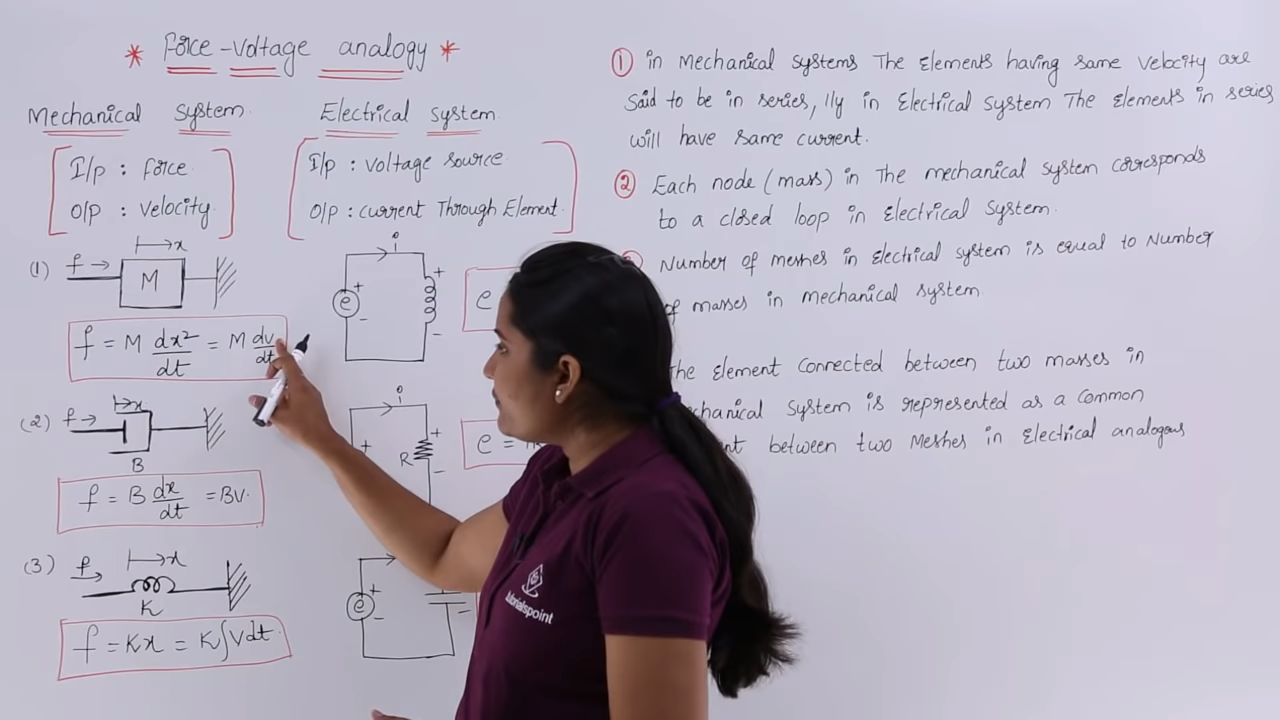 * Force-Voltage analogy *
Mechanical System.
I/p : Force.
O/p : Velocity.
(1) f → M ↦x
f = M dx²/dt = M dv/dt
(2) f → ↦x
B
f = B dx/dt = BV.
(3) f → ↦x
K
f = Kx = K∫Vdt.
Electrical System.
I/p : Voltage source.
O/p : current Through Element.
i
e + - + -
e
i
+ R + -
e = 
e + -
① in Mechanical Systems The Elements having same Velocity are
Said to be in series, lly in Electrical System The Elements in series
will have same current.
② Each node (mass) in The mechanical system corresponds
to a closed loop in Electrical System.
Number of meshes in Electrical system is equal to Number
of masses in mechanical system.
The Element Connected between two masses in
System is represented as a Common
between two Meshes in Electrical analogous
tutorialspoint